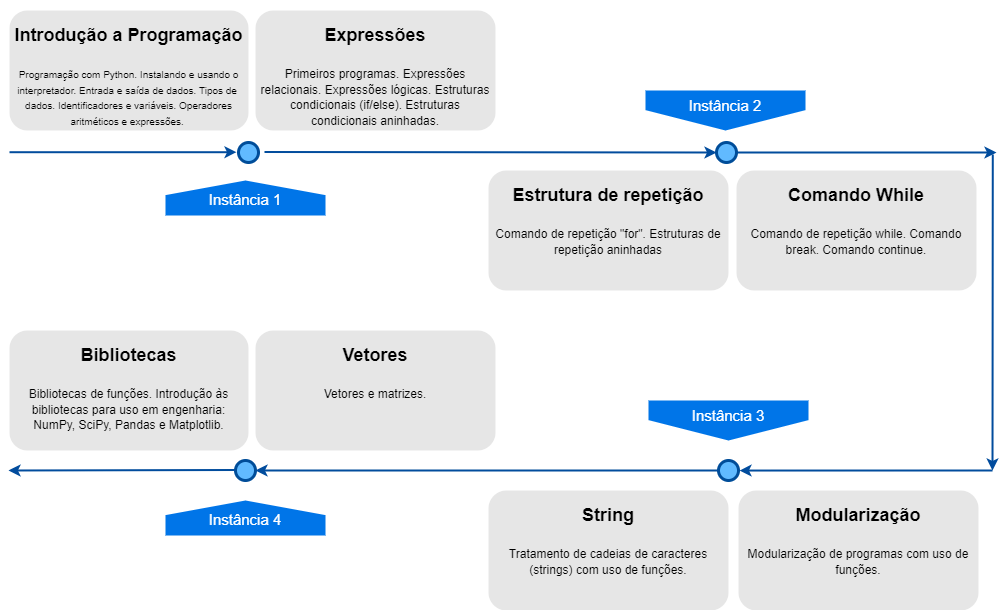 Introdução a Programação
Programação com Python. Instalando e usando o
interpretador. Entrada e saída de dados. Tipos de
dados. Identificadores e variáveis. Operadores
aritméticos e expressões.
Expressões
Primeiros programas. Expressões
relacionais. Expressões lógicas. Estruturas
condicionais (if/else). Estruturas
condicionais aninhadas.
Instância 1
Instância 2
Estrutura de repetição
Comando de repetição "for". Estruturas de
repetição aninhadas
Comando While
Comando de repetição while. Comando
break. Comando continue.
Bibliotecas
Bibliotecas de funções. Introdução às
bibliotecas para uso em engenharia:
NumPy, SciPy, Pandas e Matplotlib.
Vetores
Vetores e matrizes.
Instância 3
Instância 4
String
Tratamento de cadeias de caracteres
(strings) com uso de funções.
Modularização
Modularização de programas com uso de
funções.